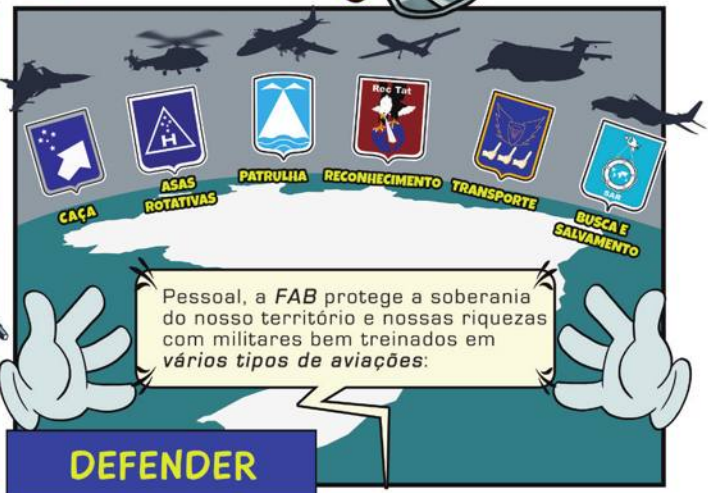 Rec Tat
H
SAR
CAÇA
ASAS
ROTATIVAS
PATRULHA
RECONHECIMENTO
TRANSPORTE
BUSCA E
SALVAMENTO
Pessoal, a FAB protege a soberania
do nosso território e nossas riquezas
com militares bem treinados em
vários tipos de aviações:
DEFENDER